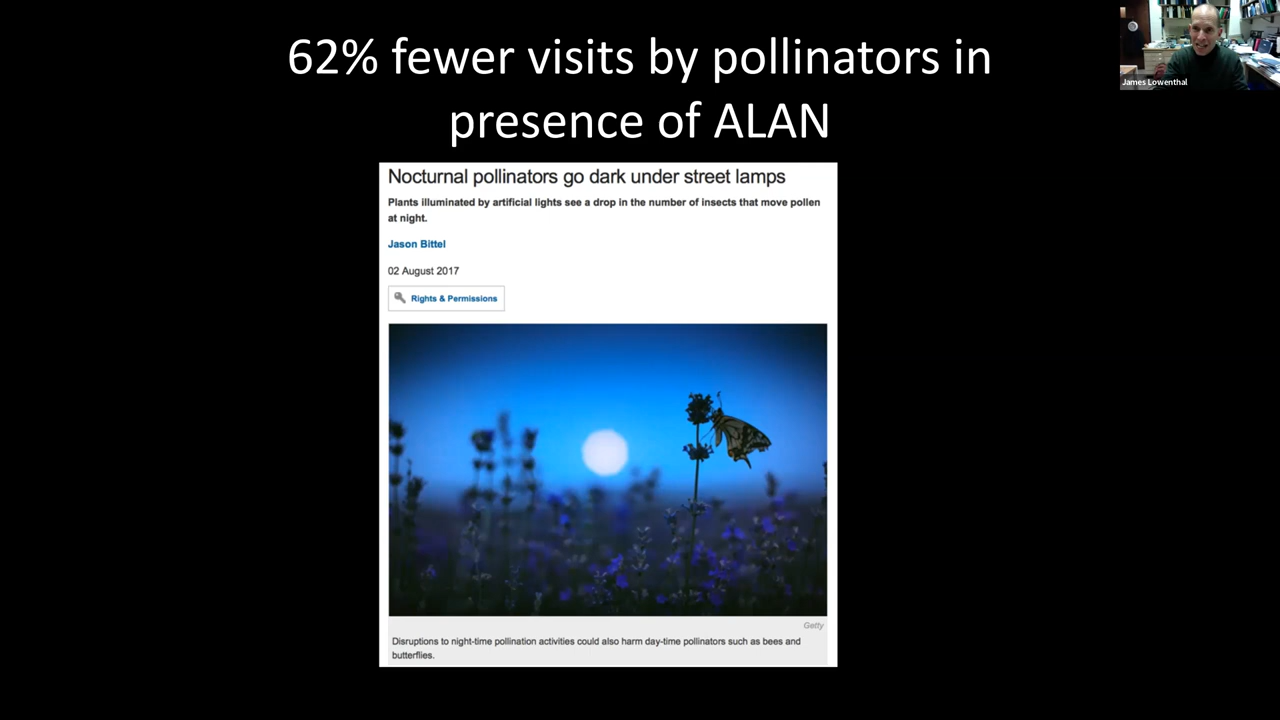 62% fewer visits by pollinators in
presence of ALAN
James Lowenthal
Nocturnal pollinators go dark under street lamps
Plants illuminated by artificial lights see a drop in the number of insects that move pollen
at night.
Jason Bittel
02 August 2017
Rights & Permissions
Getty
Disruptions to night-time pollination activities could also harm day-time pollinators such as bees and
butterflies.